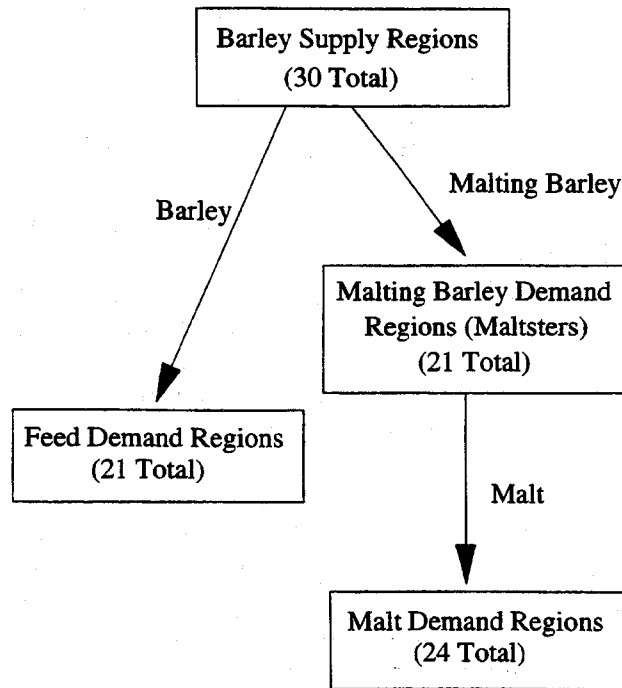 Barley Supply Regions
(30 Total)
Barley
Malting Barley
Malting Barley Demand
Regions (Maltsters)
(21 Total)
Feed Demand Regions
(21 Total)
Malt
Malt Demand Regions
(24 Total)